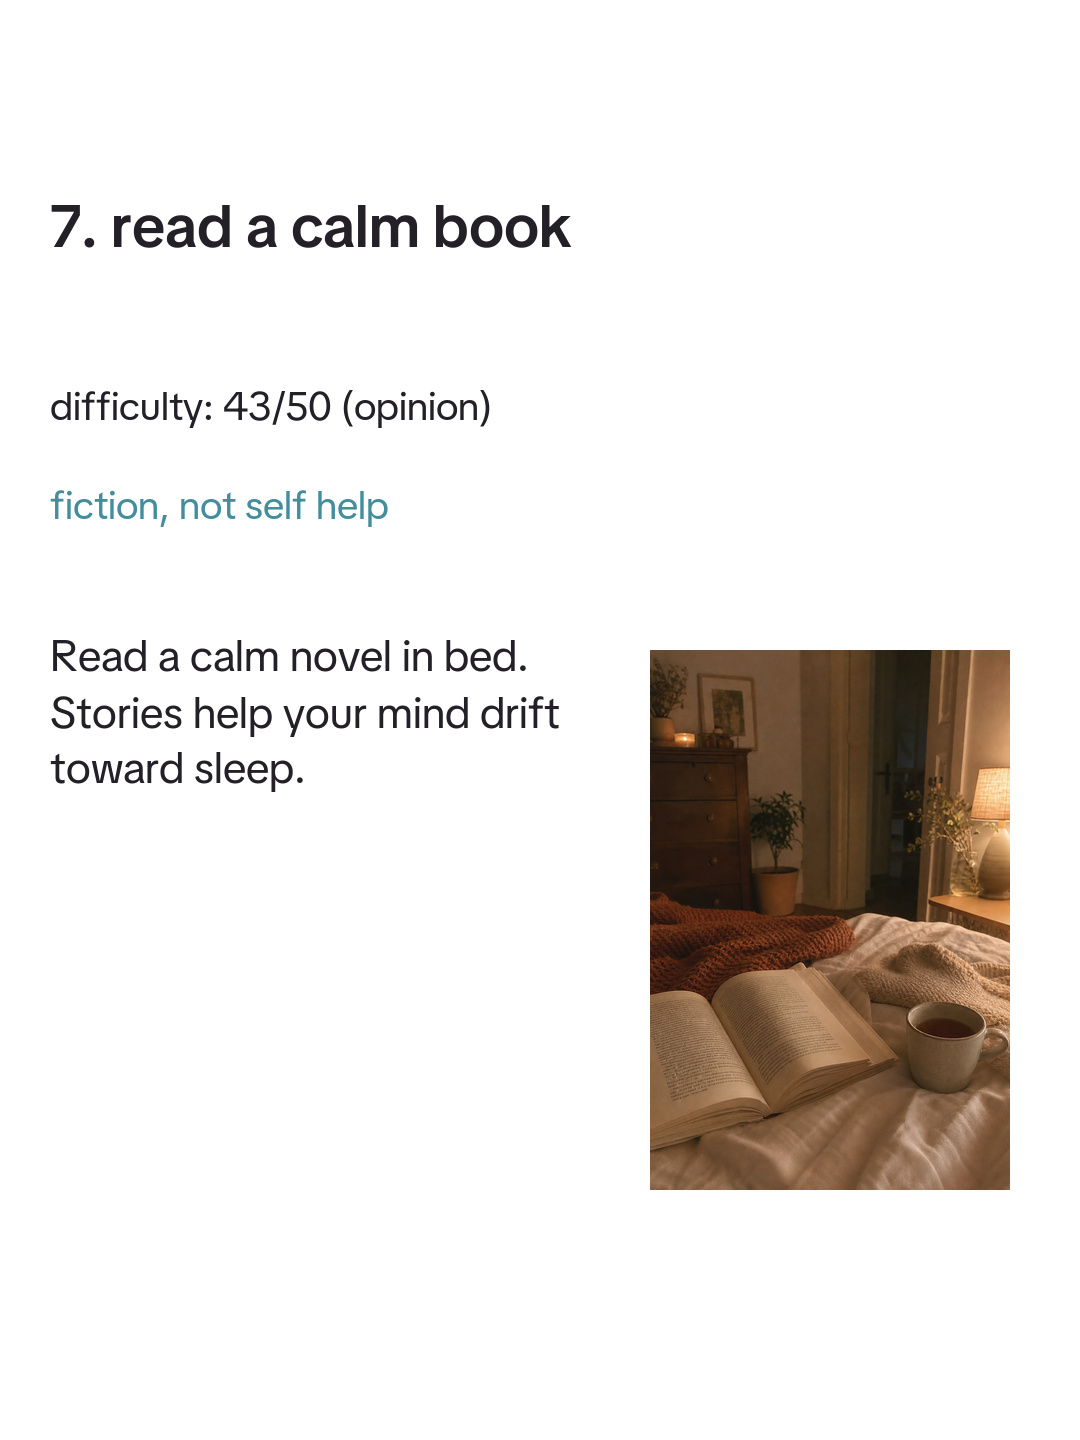 7. read a calm book
difficulty: 43/50 (opinion)
fiction, not self help
Read a calm novel in bed.
Stories help your mind drift
toward sleep.